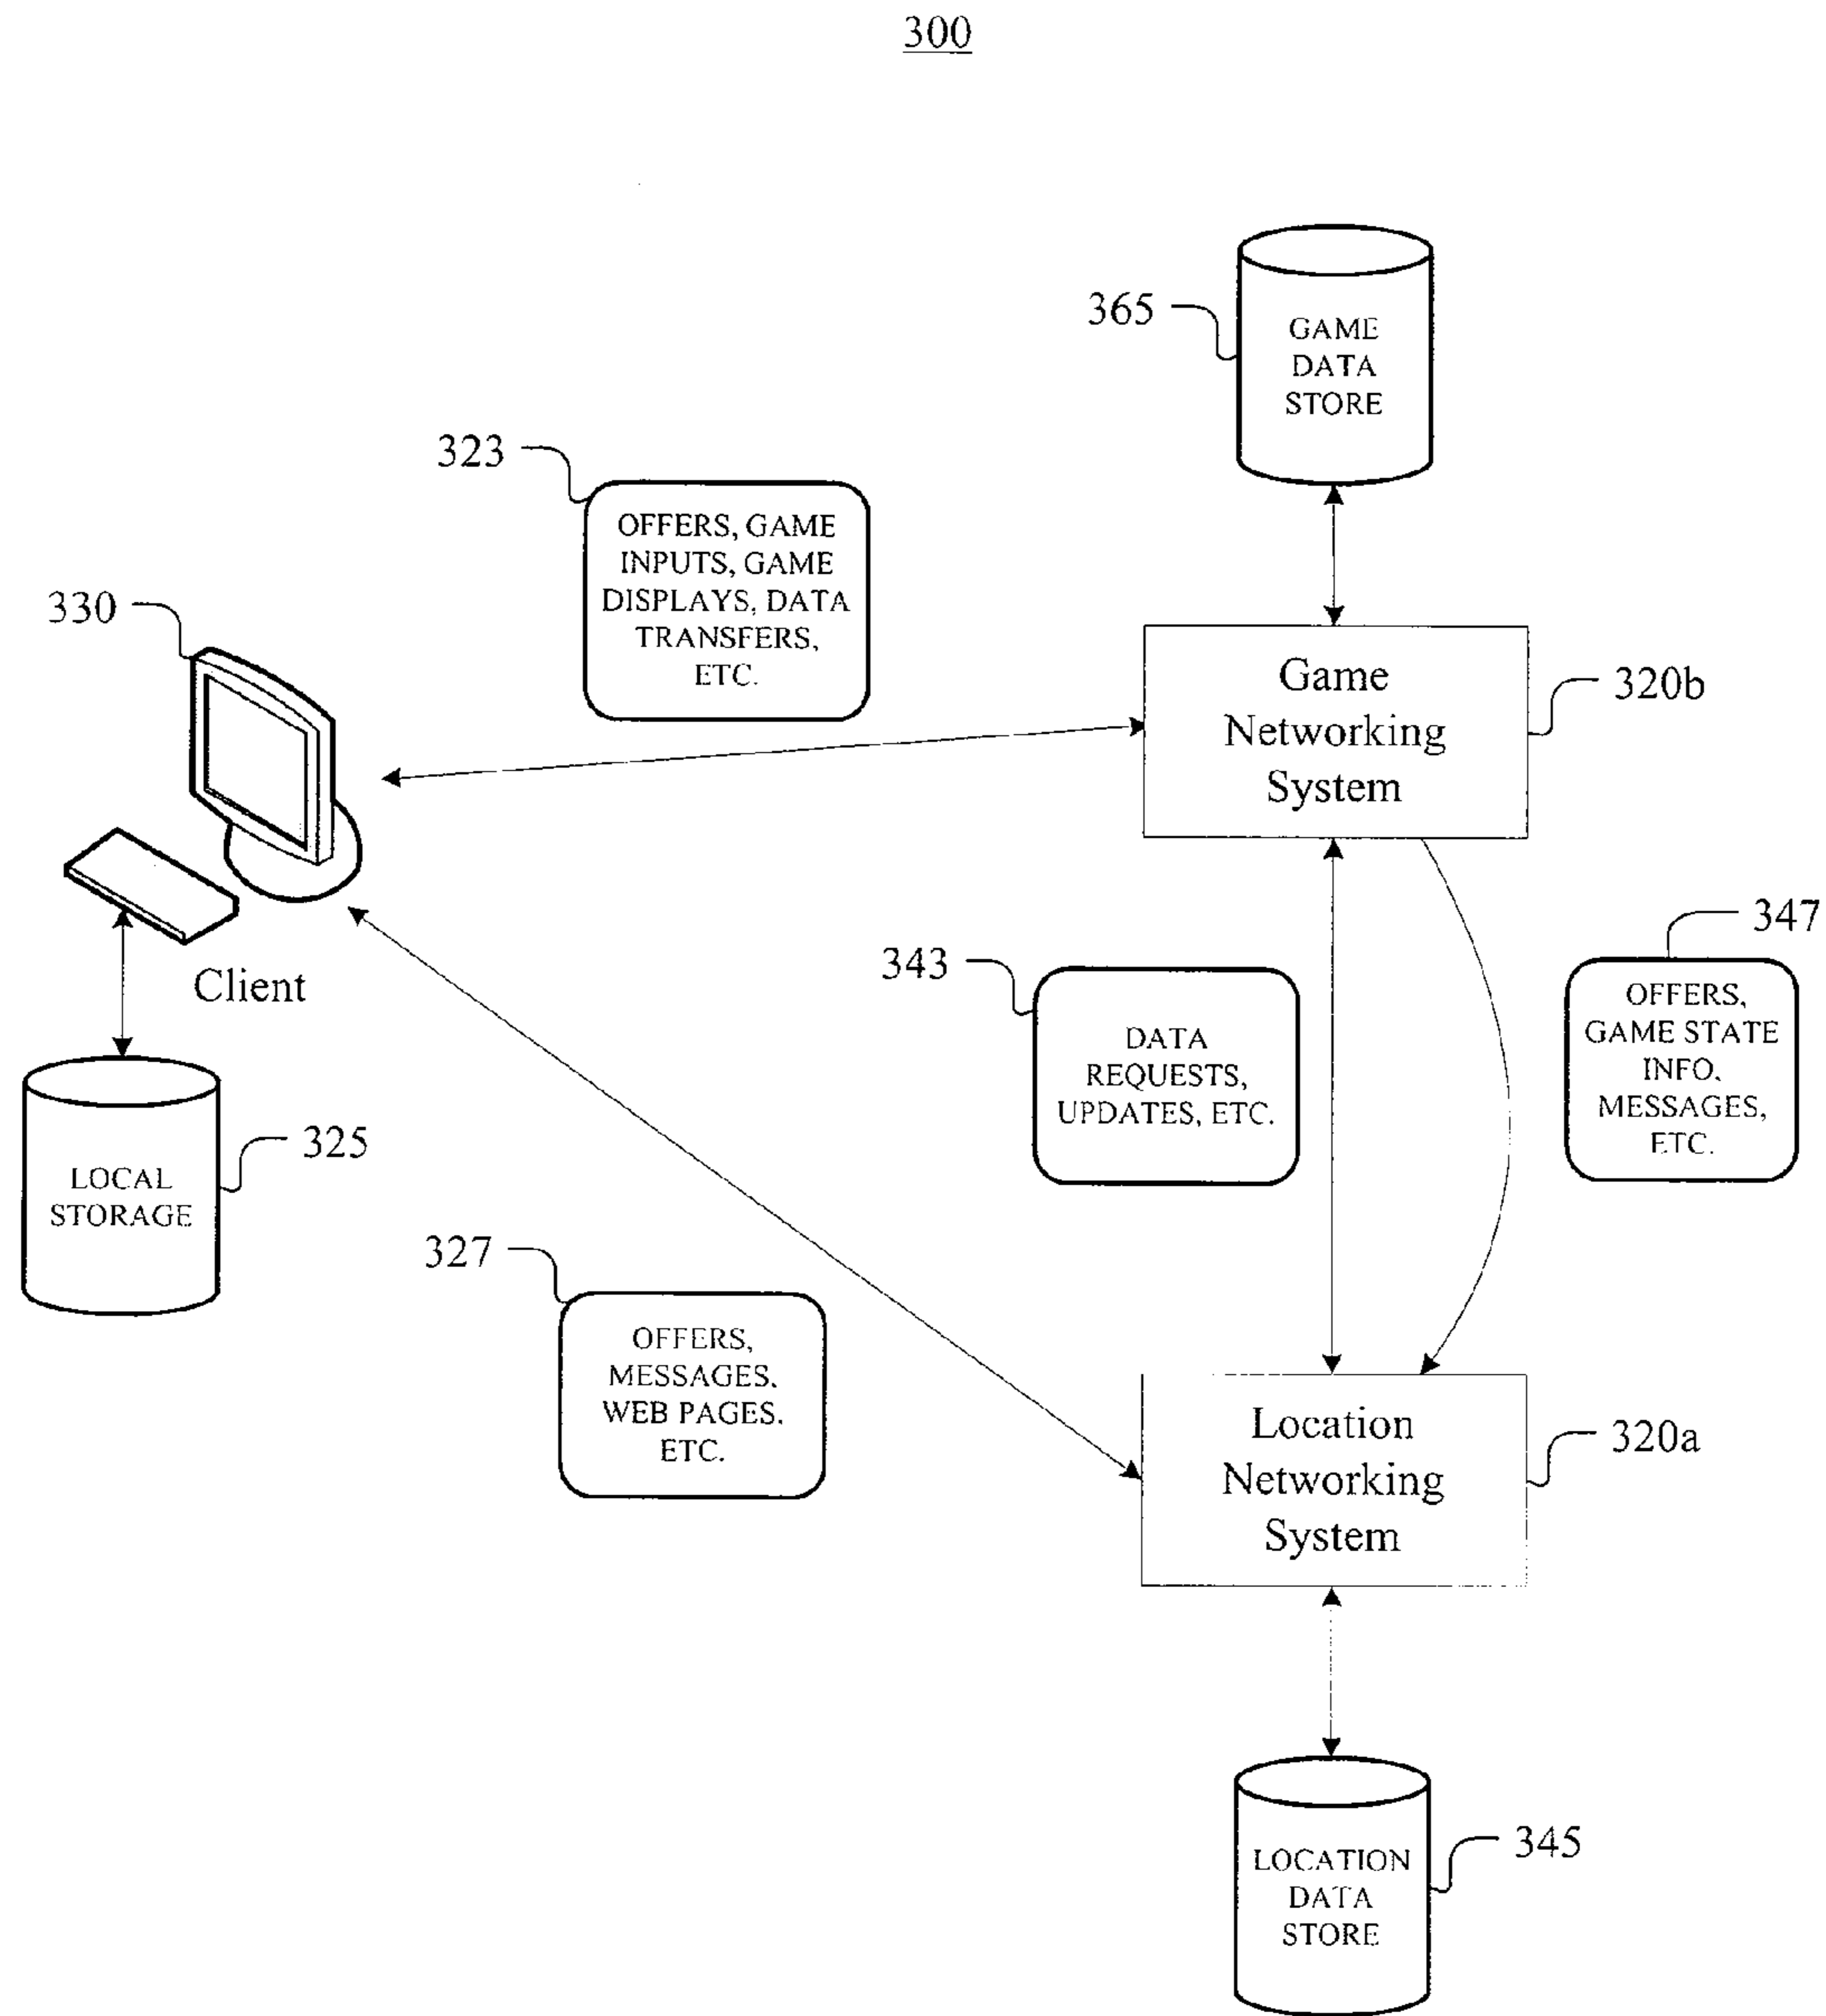 300
365
GAME
DATA
STORE
323
OFFERS, GAME
INPUTS, GAME
DISPLAYS, DATA
TRANSFERS,
ETC.
330
Game
Networking
System
320b
Client
343
DATA
REQUESTS,
UPDATES, ETC.
347
OFFERS,
GAME STATE
INFO,
MESSAGES,
ETC.
LOCAL
STORAGE
325
327
OFFERS,
MESSAGES,
WEB PAGES,
ETC.
Location
Networking
System
320a
LOCATION
DATA
STORE
345